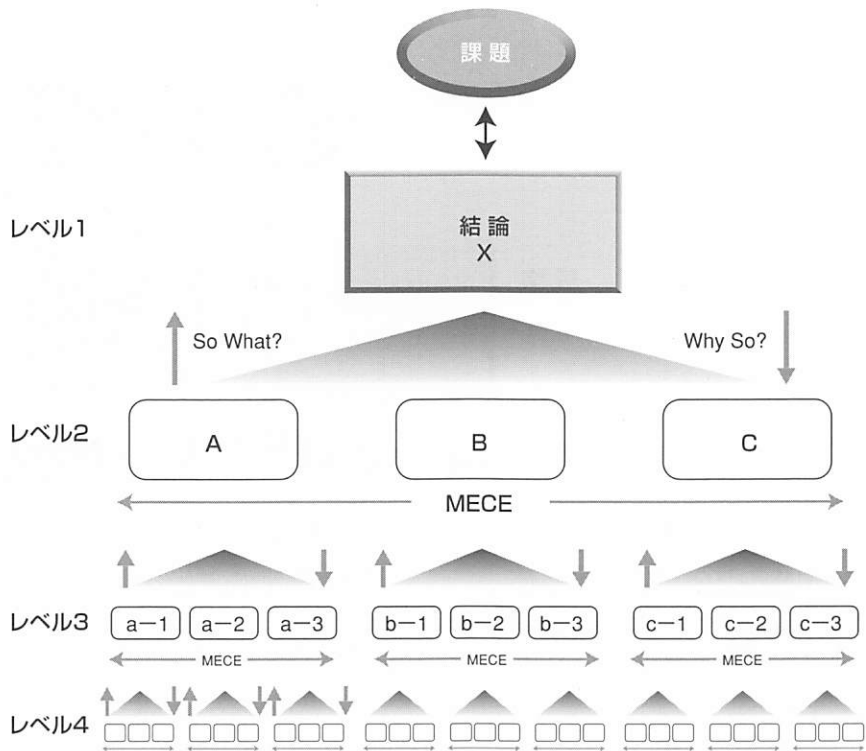 課題
レベル1
結論
X
So What?
Why So?
レベル2
A
B
C
MECE
レベル3
a—1
a—2
a—3
b—1
b—2
b—3
c—1
c—2
c—3
MECE
MECE
MECE
レベル4